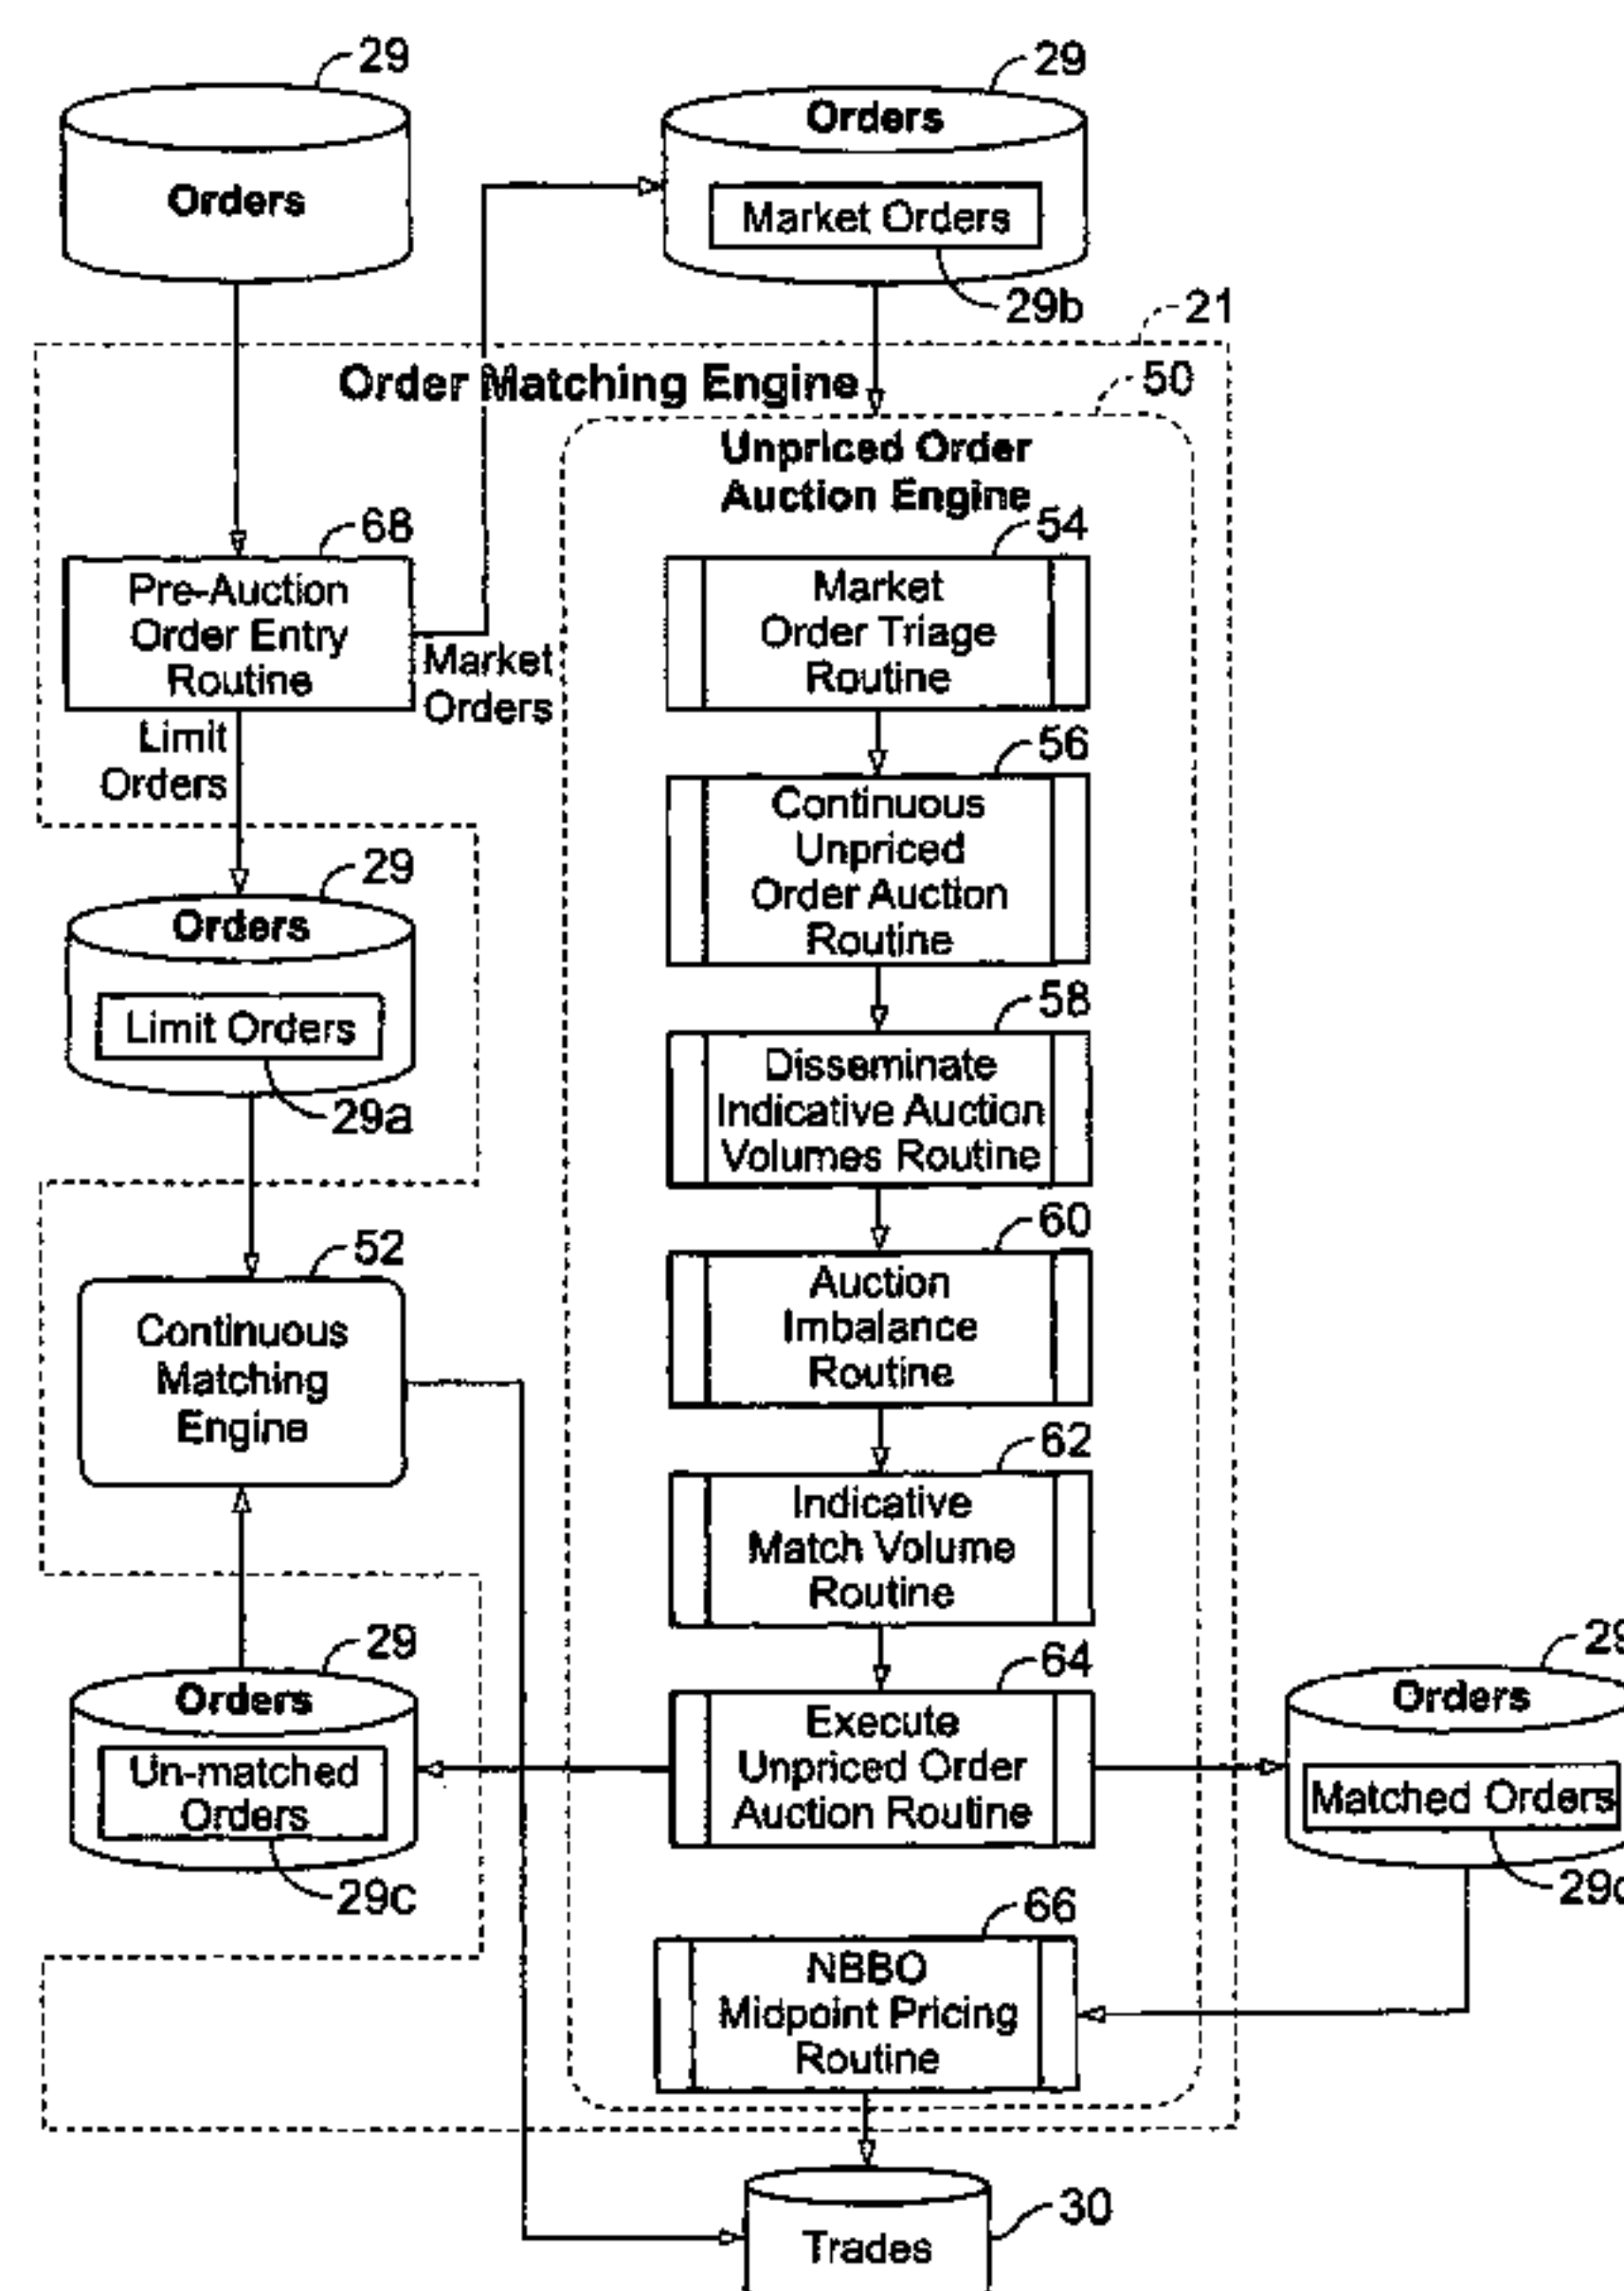 29
Orders
29
Orders
Market Orders
29b
21
Order Matching Engine
50
Unpriced Order
Auction Engine
68
Pre-Auction
Order Entry
Routine
Market
Orders
Limit
Orders
54
Market
Order Triage
Routine
56
Continuous
Unpriced
Order Auction
Routine
29
Orders
Limit Orders
29a
58
Disseminate
Indicative Auction
Volumes Routine
52
Continuous
Matching
Engine
60
Auction
Imbalance
Routine
62
Indicative
Match Volume
Routine
29
Orders
Un-matched
Orders
29c
64
Execute
Unpriced Order
Auction Routine
29
Orders
Matched Orders
66
NBBO
Midpoint Pricing
Routine
30
Trades